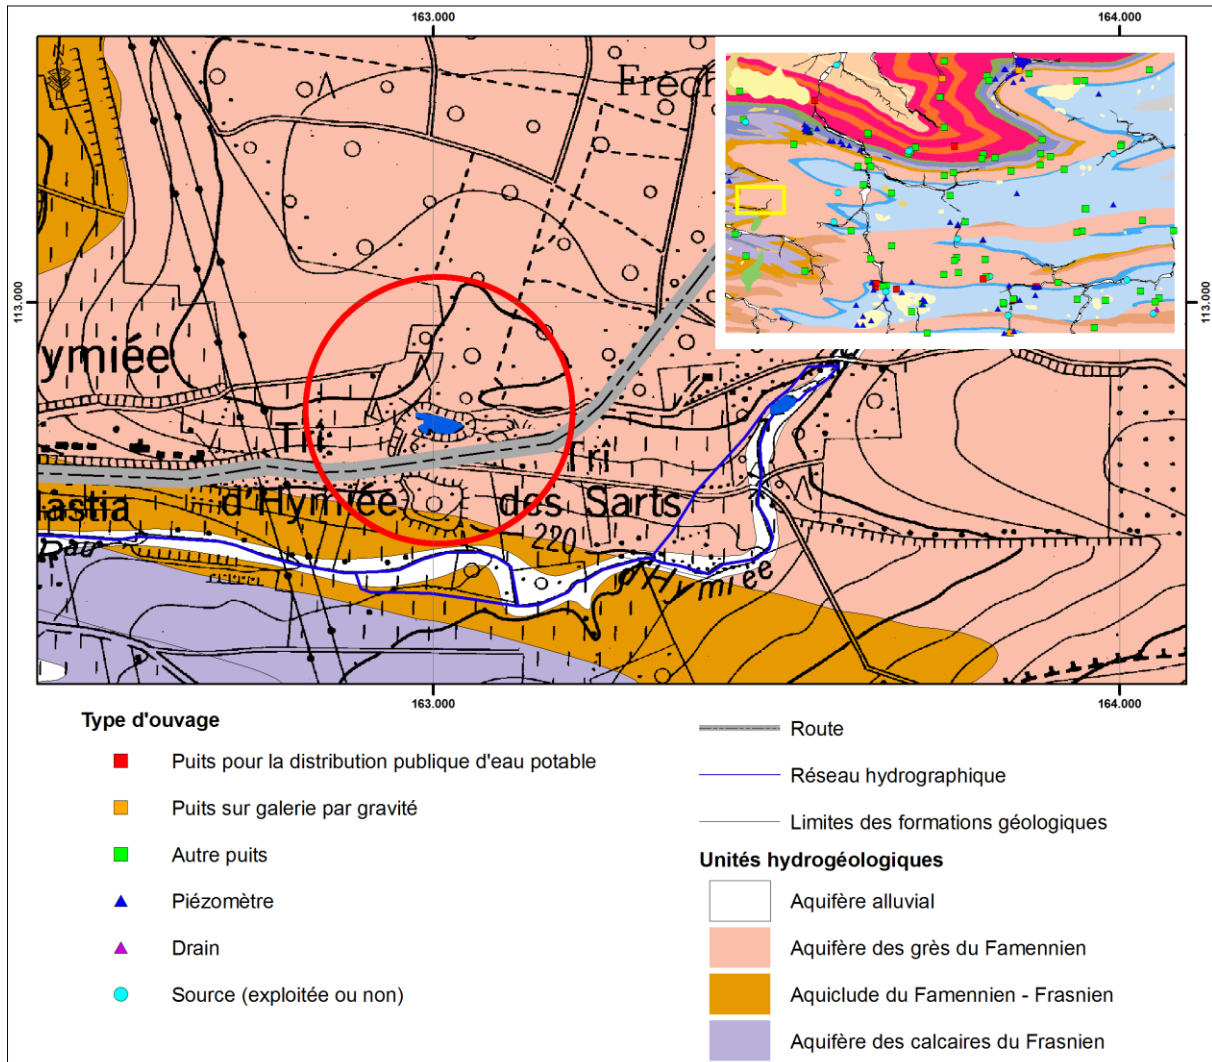 163.000
164.000
Frêch
113.000
113.000
ymiée
Tri
Tri
d'Hymiée
des Sarts
lastia
220
d'Hymiée
163.000
164.000
Type d'ouvage
Puits pour la distribution publique d'eau potable
Puits sur galerie par gravité
Autre puits
Piézomètre
Drain
Source (exploitée ou non)
Route
Réseau hydrographique
Limites des formations géologiques
Unités hydrogéologiques
Aquifère alluvial
Aquifère des grès du Famennien
Aquiclude du Famennien - Frasnien
Aquifère des calcaires du Frasnien